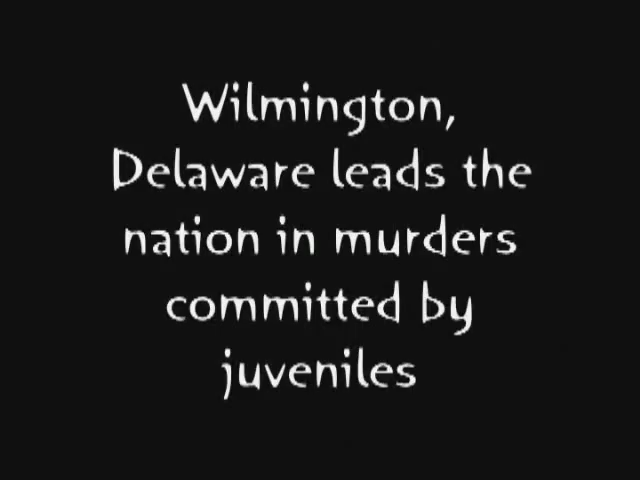 Wilmington,
Delaware leads the
nation in murders
committed by
juveniles